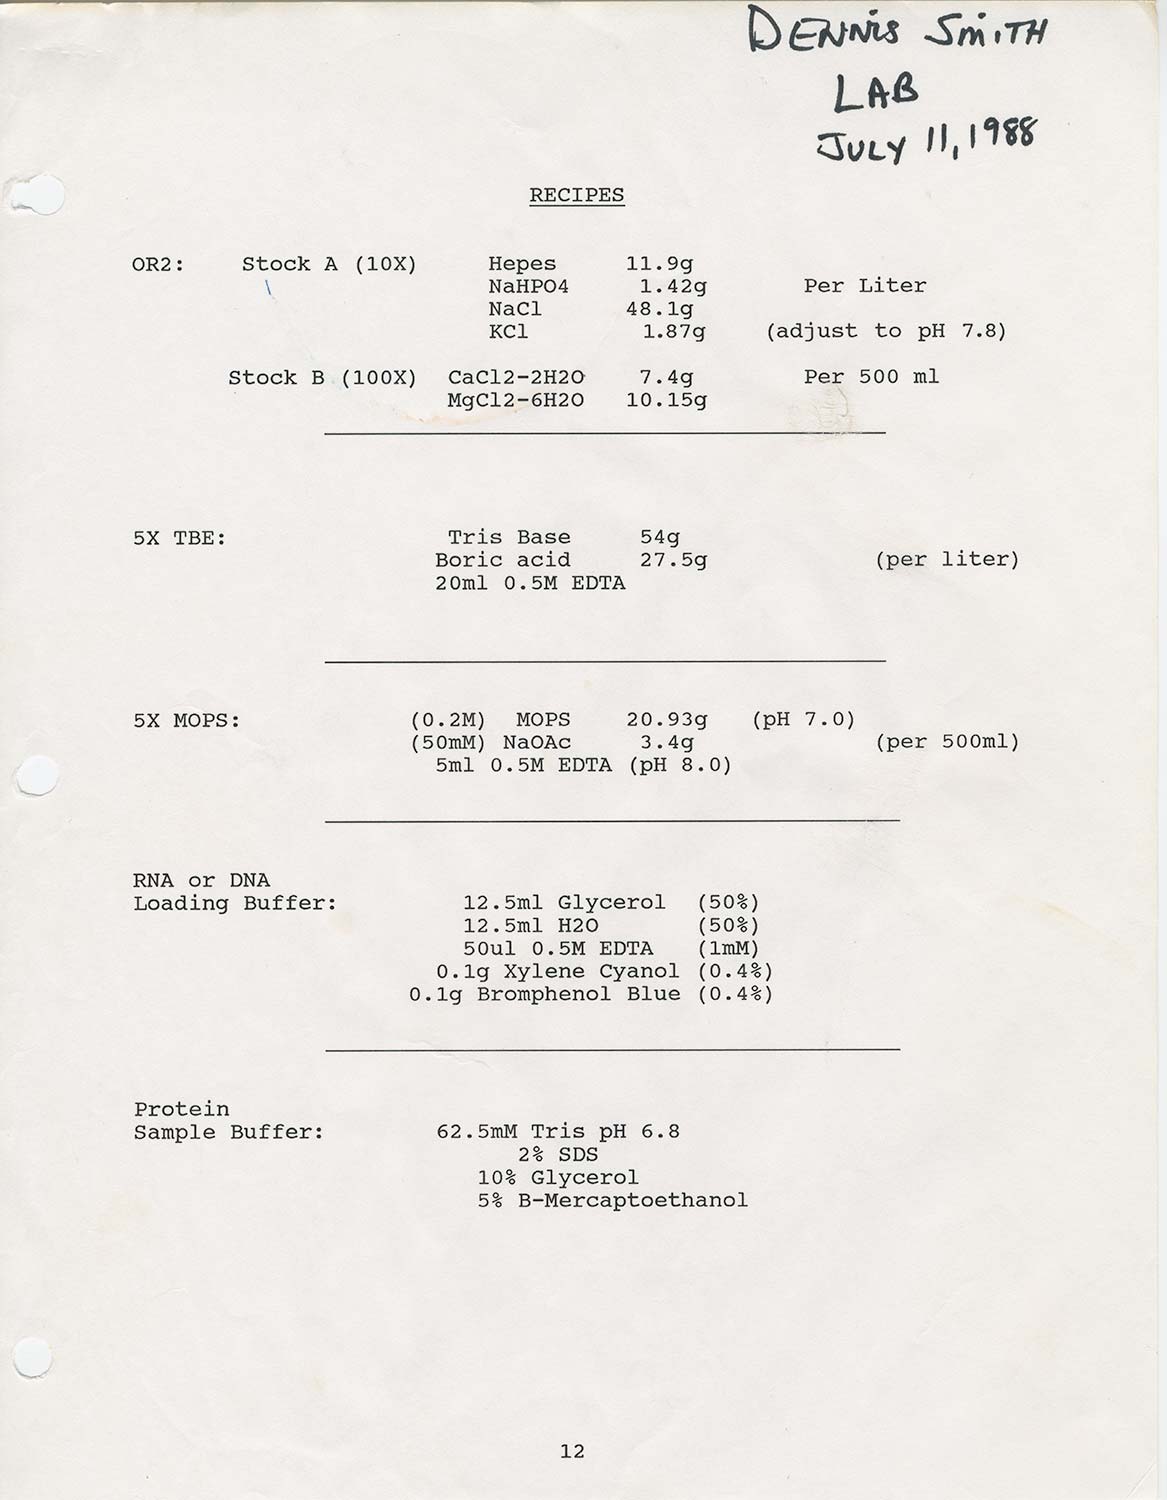 DENNIS SMITH
LAB
JULY 11, 1988
RECIPES
OR2: Stock A (10X) Hepes 11.9g
NaHPO4 1.42g Per Liter
NaCl 48.1g
KCl 1.87g (adjust to pH 7.8)
Stock B (100X) CaCl2-2H2O 7.4g Per 500 ml
MgCl2-6H2O 10.15g
5X TBE: Tris Base 54g
Boric acid 27.5g (per liter)
20ml 0.5M EDTA
5X MOPS: (0.2M) MOPS 20.93g (pH 7.0)
(50mM) NaOAc 3.4g (per 500ml)
5ml 0.5M EDTA (pH 8.0)
RNA or DNA
Loading Buffer: 12.5ml Glycerol (50%)
12.5ml H2O (50%)
50ul 0.5M EDTA (1mM)
0.1g Xylene Cyanol (0.4%)
0.1g Bromphenol Blue (0.4%)
Protein
Sample Buffer: 62.5mM Tris pH 6.8
2% SDS
10% Glycerol
5% B-Mercaptoethanol
12